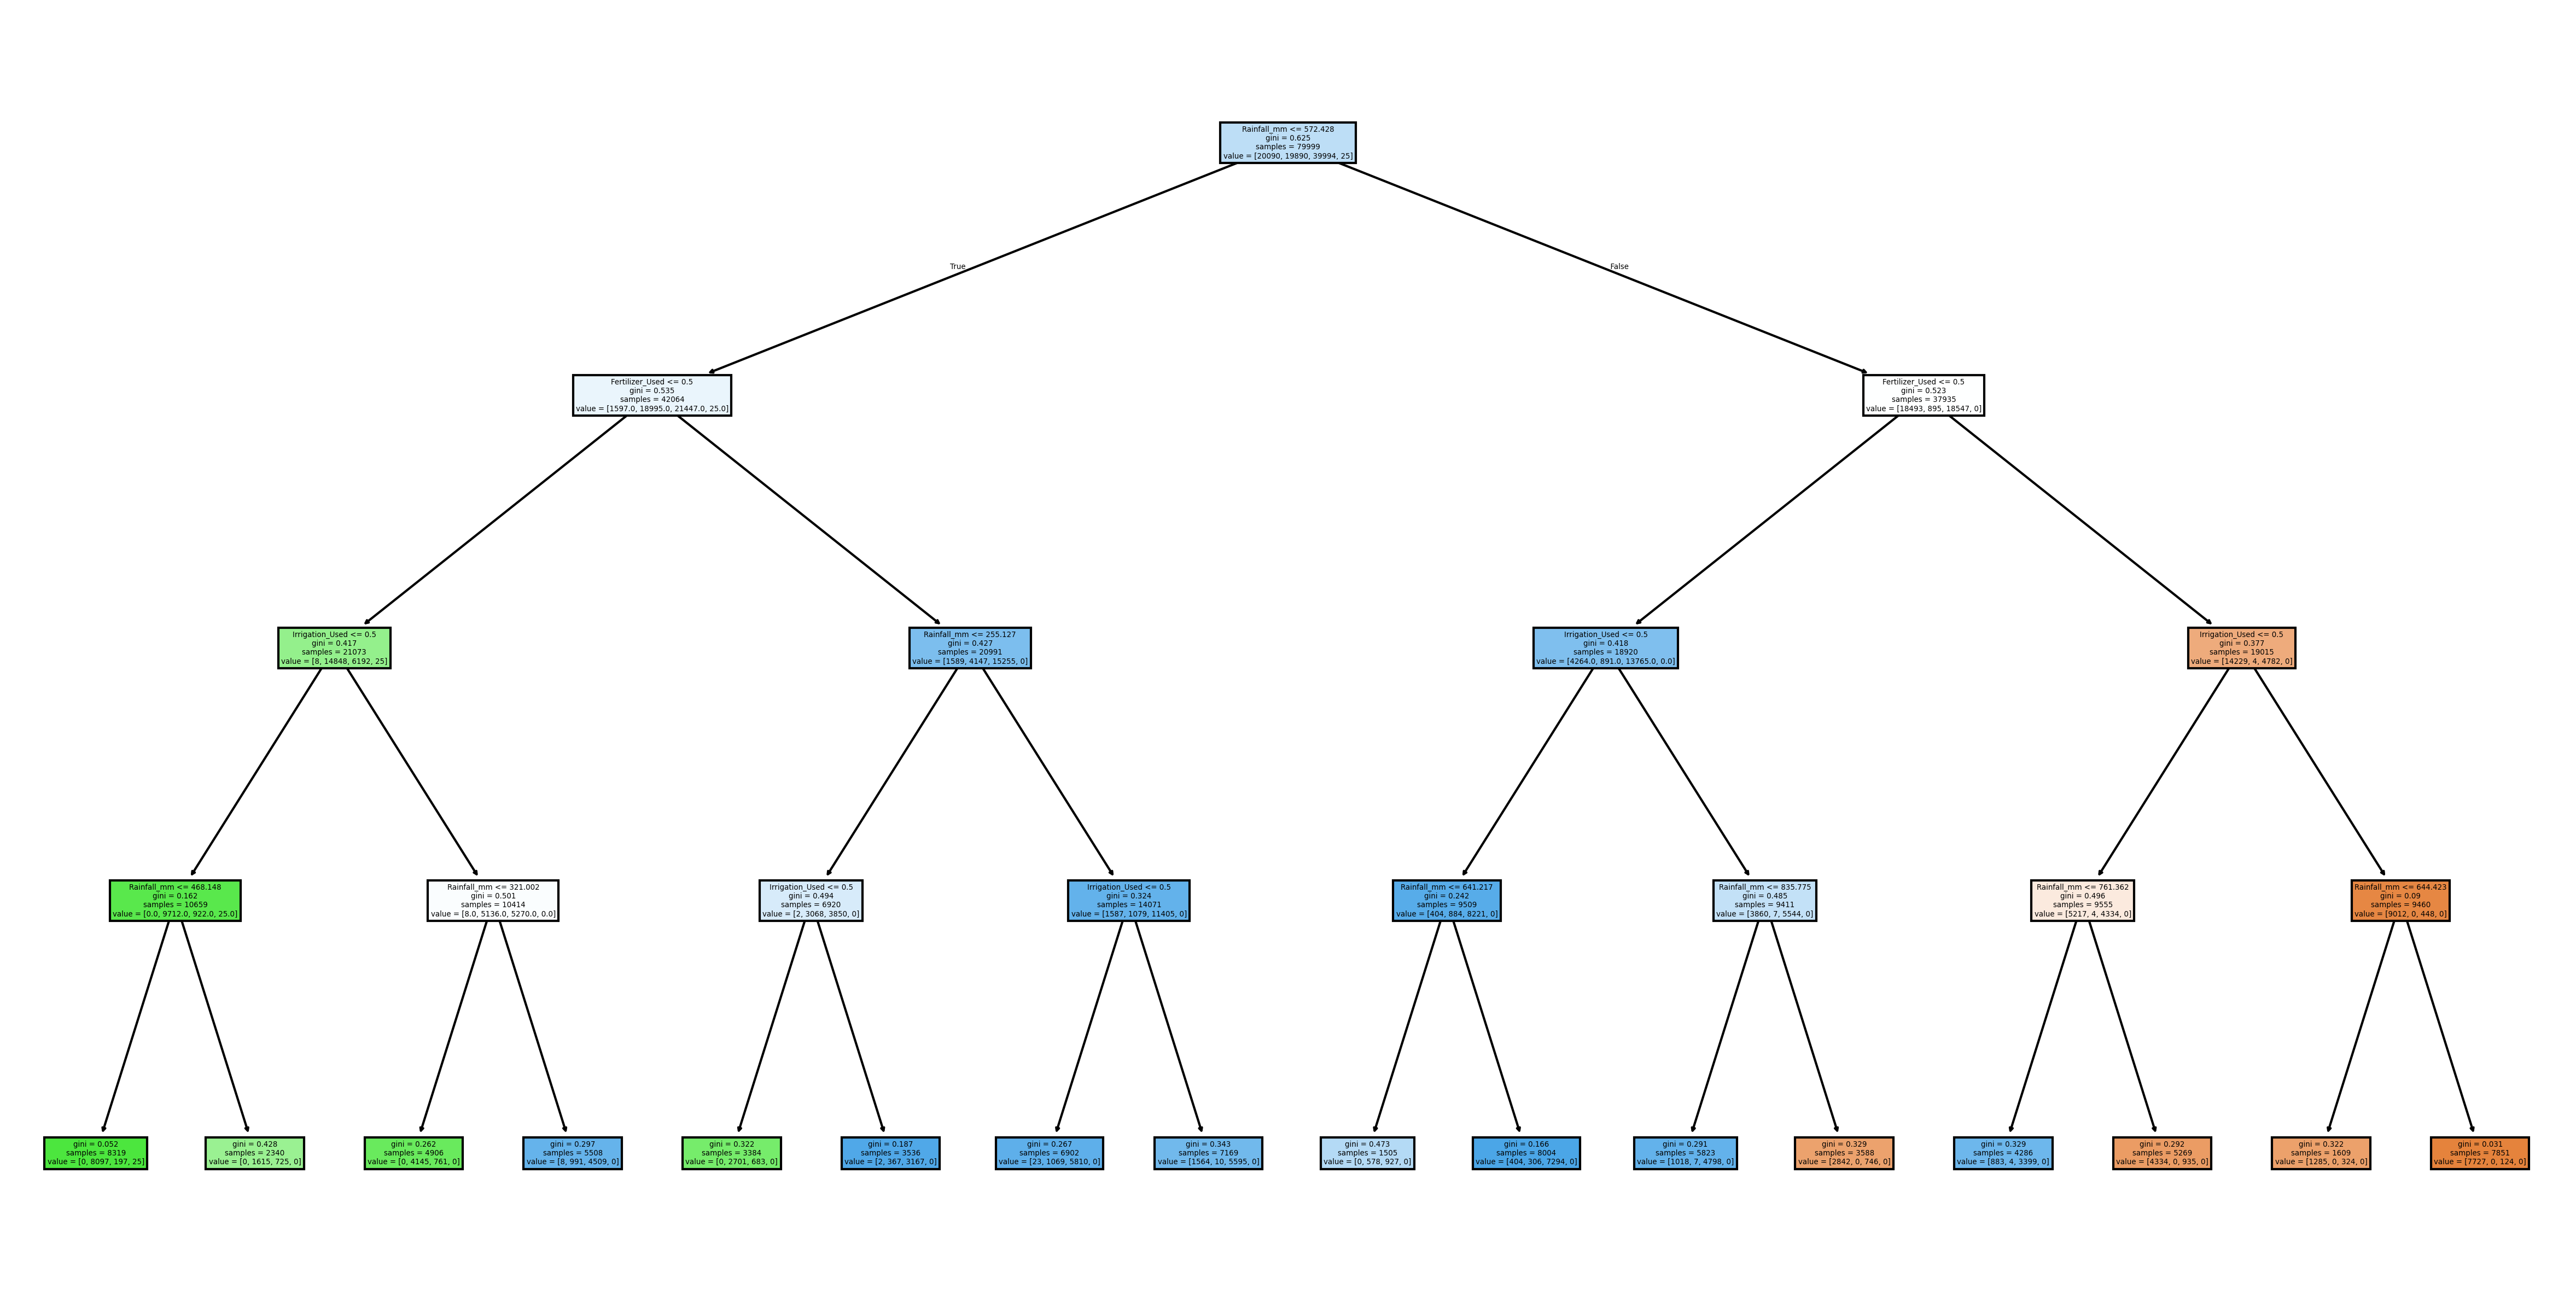 Rainfall_mm <= 572.428
gini = 0.625
samples = 79999
value = [20090, 19890, 39994, 25]
True
False
Fertilizer_Used <= 0.5
gini = 0.535
samples = 42064
value = [1597.0, 18995.0, 21447.0, 25.0]
Fertilizer_Used <= 0.5
gini = 0.523
samples = 37935
value = [18493, 895, 18547, 0]
Irrigation_Used <= 0.5
gini = 0.417
samples = 21073
value = [8, 14848, 6192, 25]
Rainfall_mm <= 255.127
gini = 0.427
samples = 20991
value = [1589, 4147, 15255, 0]
Irrigation_Used <= 0.5
gini = 0.418
samples = 18920
value = [4264.0, 891.0, 13765.0, 0.0]
Irrigation_Used <= 0.5
gini = 0.377
samples = 19015
value = [14229, 4, 4782, 0]
Rainfall_mm <= 468.148
gini = 0.162
samples = 10659
value = [0.0, 9712.0, 922.0, 25.0]
Rainfall_mm <= 321.002
gini = 0.501
samples = 10414
value = [8.0, 5136.0, 5270.0, 0.0]
Irrigation_Used <= 0.5
gini = 0.494
samples = 6920
value = [2, 3068, 3850, 0]
Irrigation_Used <= 0.5
gini = 0.324
samples = 14071
value = [1587, 1079, 11405, 0]
Rainfall_mm <= 641.217
gini = 0.242
samples = 9509
value = [404, 884, 8221, 0]
Rainfall_mm <= 835.775
gini = 0.485
samples = 9411
value = [3860, 7, 5544, 0]
Rainfall_mm <= 761.362
gini = 0.496
samples = 9555
value = [5217, 4, 4334, 0]
Rainfall_mm <= 644.423
gini = 0.09
samples = 9460
value = [9012, 0, 448, 0]
gini = 0.052
samples = 8319
value = [0, 8097, 197, 25]
gini = 0.428
samples = 2340
value = [0, 1615, 725, 0]
gini = 0.262
samples = 4906
value = [0, 4145, 761, 0]
gini = 0.297
samples = 5508
value = [8, 991, 4509, 0]
gini = 0.322
samples = 3384
value = [0, 2701, 683, 0]
gini = 0.187
samples = 3536
value = [2, 367, 3167, 0]
gini = 0.267
samples = 6902
value = [23, 1069, 5810, 0]
gini = 0.343
samples = 7169
value = [1564, 10, 5595, 0]
gini = 0.473
samples = 1505
value = [0, 578, 927, 0]
gini = 0.166
samples = 8004
value = [404, 306, 7294, 0]
gini = 0.291
samples = 5823
value = [1018, 7, 4798, 0]
gini = 0.329
samples = 3588
value = [2842, 0, 746, 0]
gini = 0.329
samples = 4286
value = [883, 4, 3399, 0]
gini = 0.292
samples = 5269
value = [4334, 0, 935, 0]
gini = 0.322
samples = 1609
value = [1285, 0, 324, 0]
gini = 0.031
samples = 7851
value = [7727, 0, 124, 0]